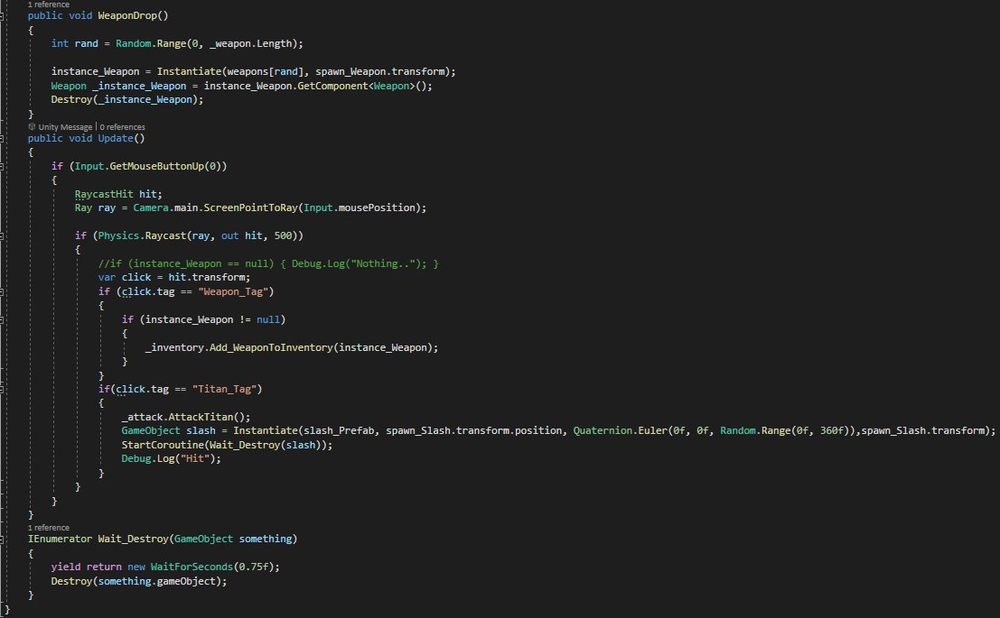 1 reference
public void WeaponDrop()
{
int rand = Random.Range(0, _weapon.Length);
instance_Weapon = Instantiate(weapons[rand], spawn_Weapon.transform);
Weapon _instance_Weapon = instance_Weapon.GetComponent<Weapon>();
Destroy(_instance_Weapon);
}
Unity Message | 0 references
public void Update()
{
if (Input.GetMouseButtonUp(0))
{
RaycastHit hit;
Ray ray = Camera.main.ScreenPointToRay(Input.mousePosition);
if (Physics.Raycast(ray, out hit, 500))
{
//if (instance_Weapon == null) { Debug.Log("Nothing.."); }
var click = hit.transform;
if (click.tag == "Weapon_Tag")
{
if (instance_Weapon != null)
{
_inventory.Add_WeaponToInventory(instance_Weapon);
}
}
if(click.tag == "Titan_Tag")
{
_attack.AttackTitan();
GameObject slash = Instantiate(slash_Prefab, spawn_Slash.transform.position, Quaternion.Euler(0f, 0f, Random.Range(0f, 360f)),spawn_Slash.transform);
StartCoroutine(Wait_Destroy(slash));
Debug.Log("Hit");
}
}
}
}
1 reference
IEnumerator Wait_Destroy(GameObject something)
{
yield return new WaitForSeconds(0.75f);
Destroy(something.gameObject);
}
}